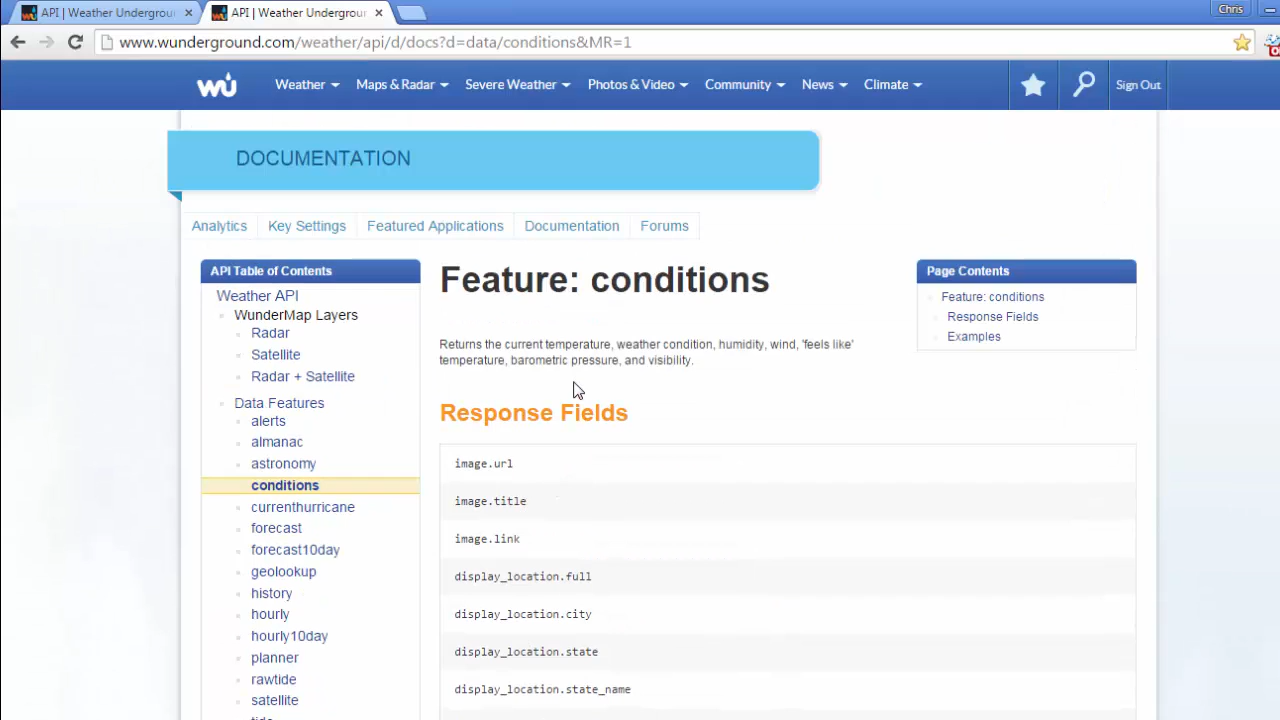 API | Weather Undergroun
API | Weather Undergroun
Chris
www.wunderground.com/weather/api/d/docs?d=data/conditions&MR=1
wu
Weather
Maps & Radar
Severe Weather
Photos & Video
Community
News
Climate
Sign Out
DOCUMENTATION
Analytics
Key Settings
Featured Applications
Documentation
Forums
API Table of Contents
Weather API
WunderMap Layers
Radar
Satellite
Radar + Satellite
Data Features
alerts
almanac
astronomy
conditions
currenthurricane
forecast
forecast10day
geolookup
history
hourly
hourly10day
planner
rawtide
satellite
Feature: conditions
Returns the current temperature, weather condition, humidity, wind, 'feels like'
temperature, barometric pressure, and visibility.
Response Fields
image.url
image.title
image.link
display_location.full
display_location.city
display_location.state
display_location.state_name
Page Contents
Feature: conditions
Response Fields
Examples